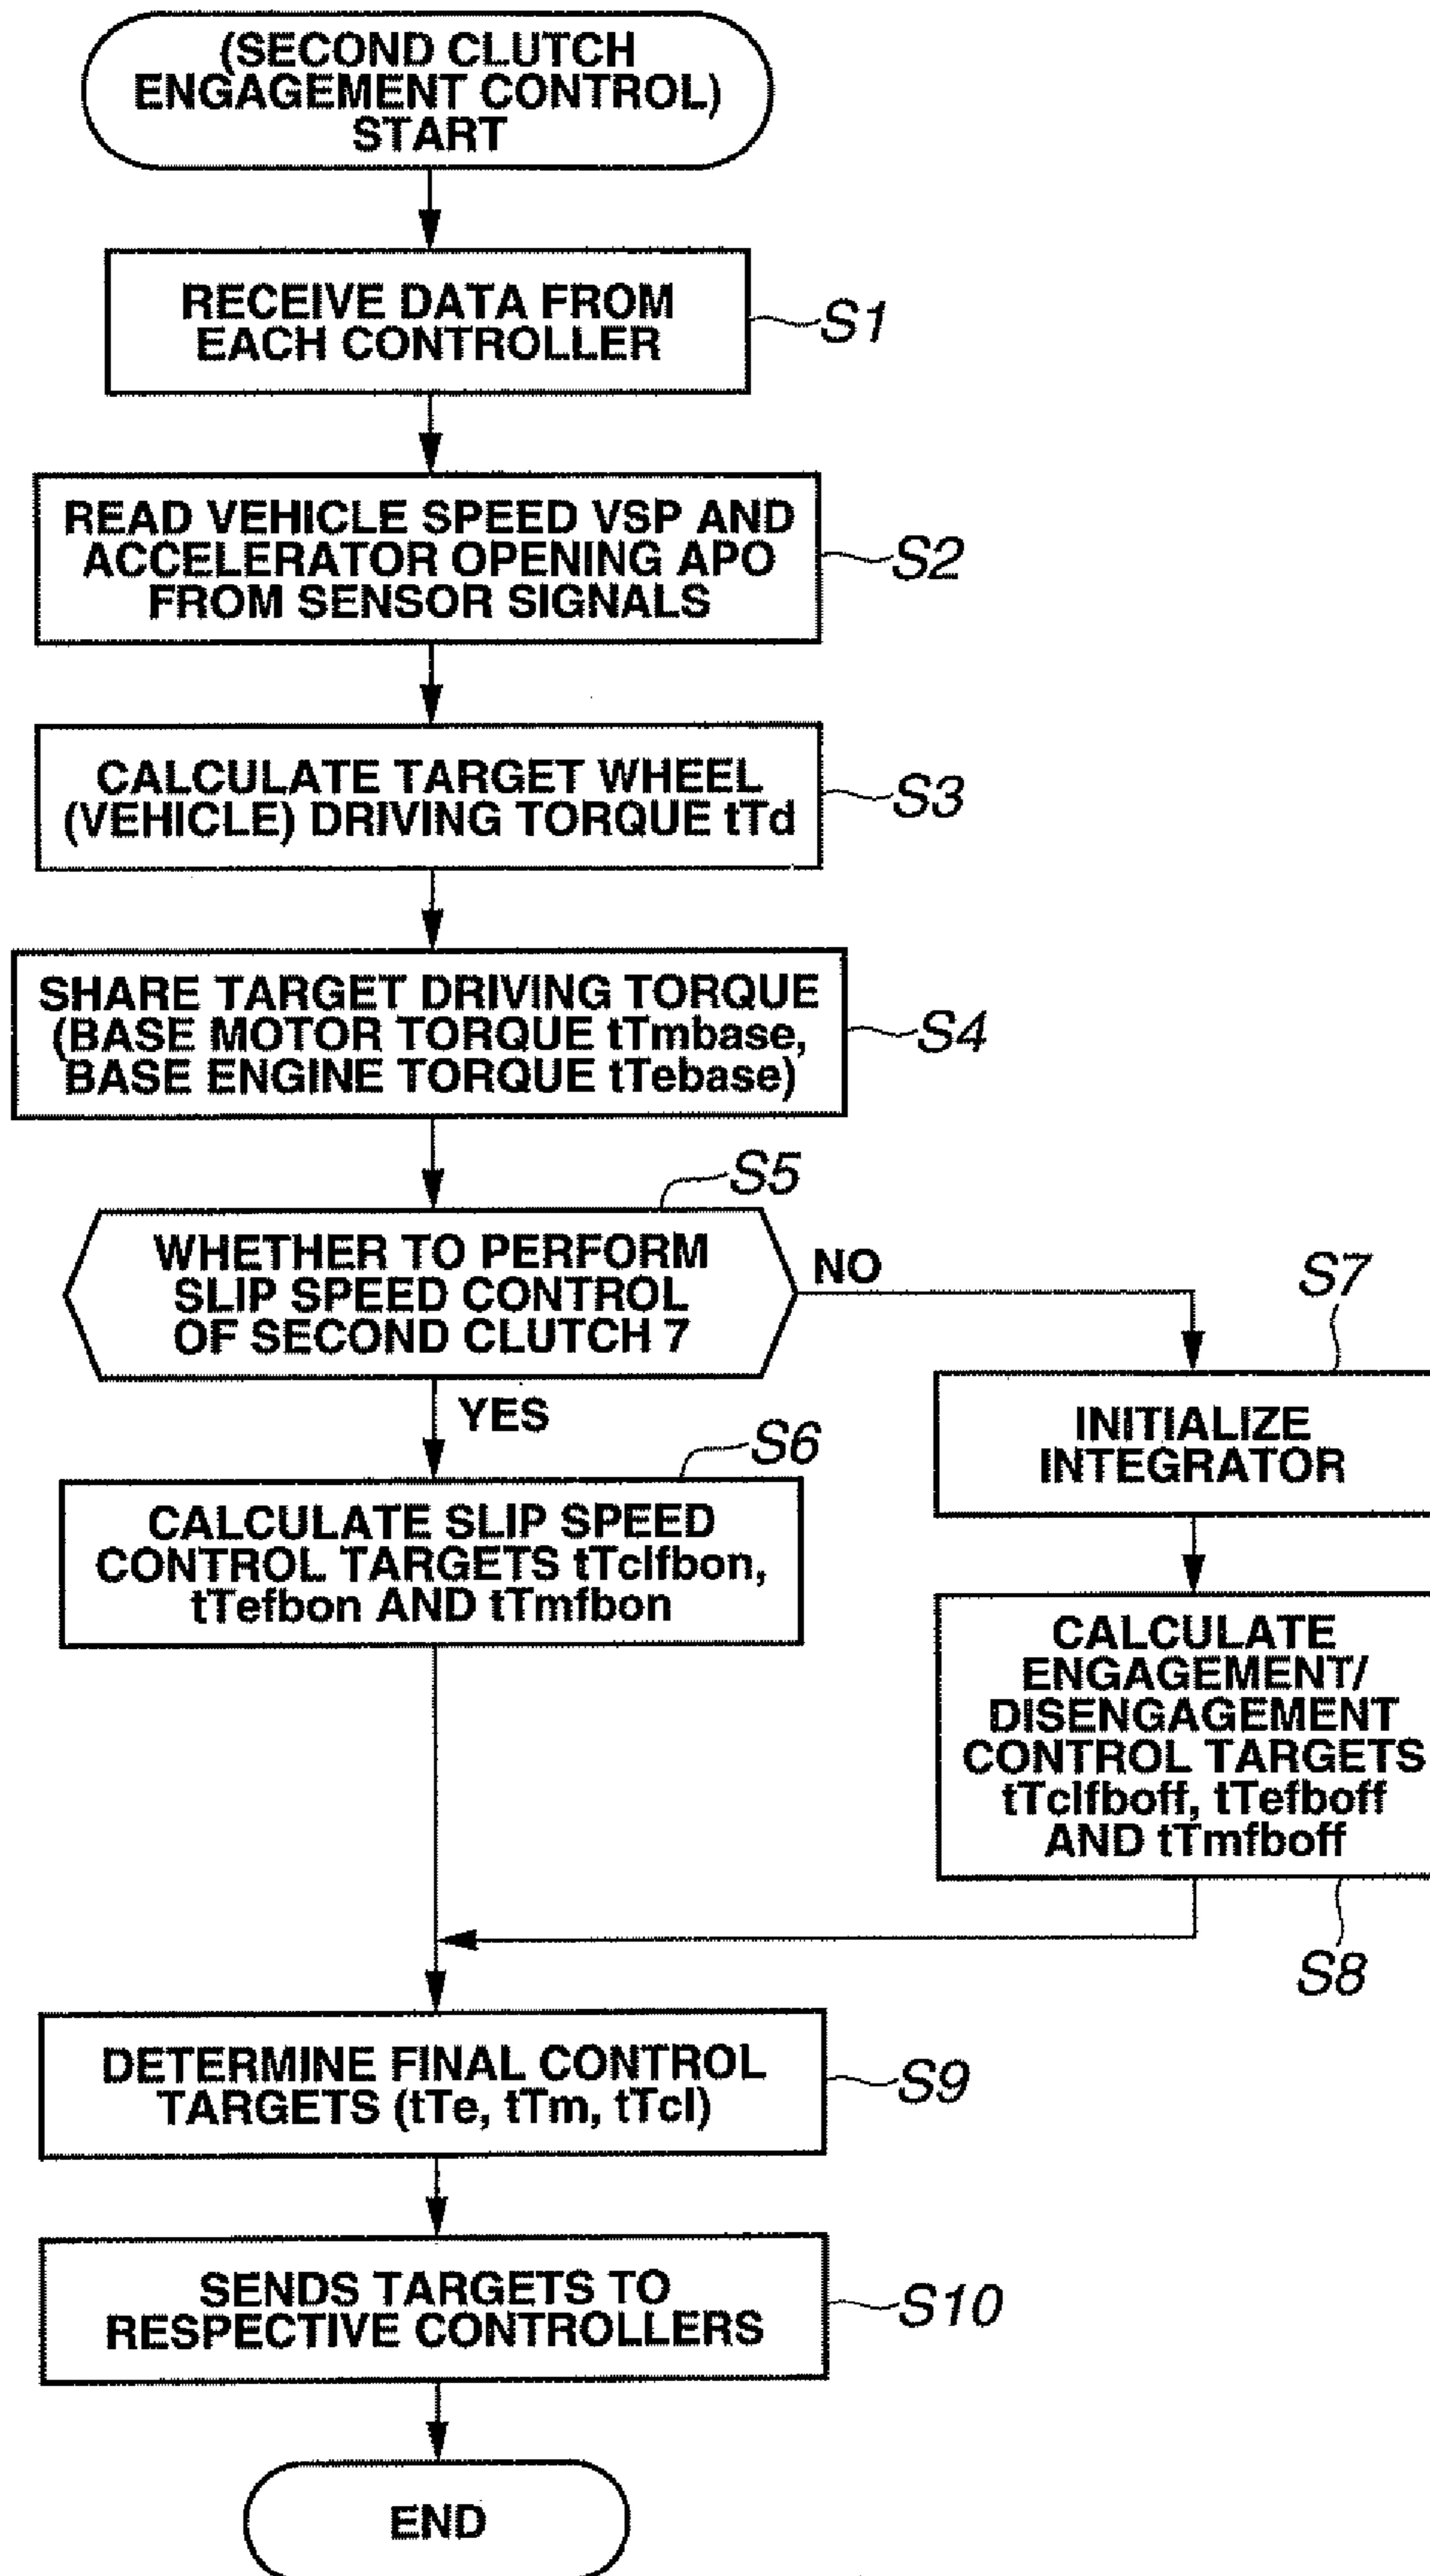 (SECOND CLUTCH
ENGAGEMENT CONTROL)
START
RECEIVE DATA FROM
EACH CONTROLLER
S1
READ VEHICLE SPEED VSP AND
ACCELERATOR OPENING APO
FROM SENSOR SIGNALS
S2
CALCULATE TARGET WHEEL
(VEHICLE) DRIVING TORQUE tTd
S3
SHARE TARGET DRIVING TORQUE
(BASE MOTOR TORQUE tTmbase,
BASE ENGINE TORQUE tTebase)
S4
S5
WHETHER TO PERFORM
SLIP SPEED CONTROL
OF SECOND CLUTCH 7
NO
YES
S6
CALCULATE SLIP SPEED
CONTROL TARGETS tTclfbon,
tTefbon AND tTmfbon
S7
INITIALIZE
INTEGRATOR
CALCULATE
ENGAGEMENT/
DISENGAGEMENT
CONTROL TARGETS
tTclfboff, tTefboff
AND tTmfboff
S8
DETERMINE FINAL CONTROL
TARGETS (tTe, tTm, tTcl)
S9
SENDS TARGETS TO
RESPECTIVE CONTROLLERS
S10
END